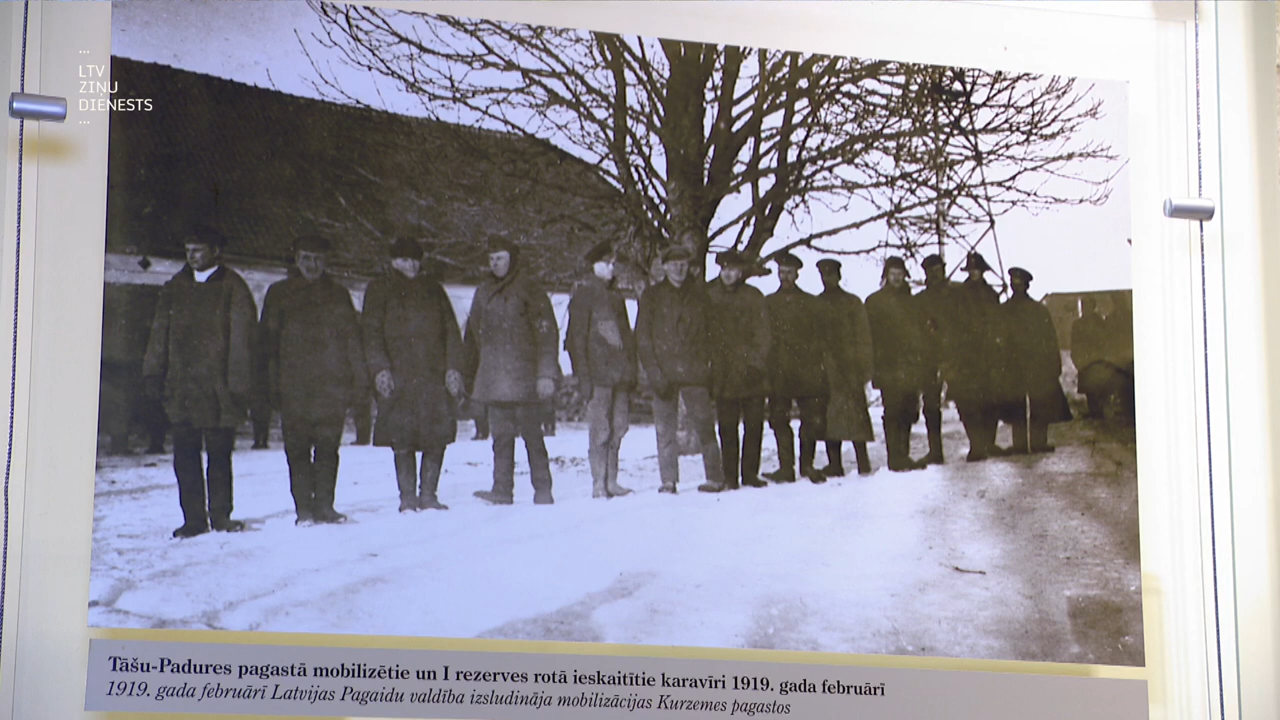 ...
LTV
ZIŅU
DIENESTS
...
Tāšu-Padures pagastā mobilizētie un I rezerves rotā ieskaitītie karavīri 1919. gada februārī
1919. gada februārī Latvijas Pagaidu valdība izsludināja mobilizācijas Kurzemes pagastos